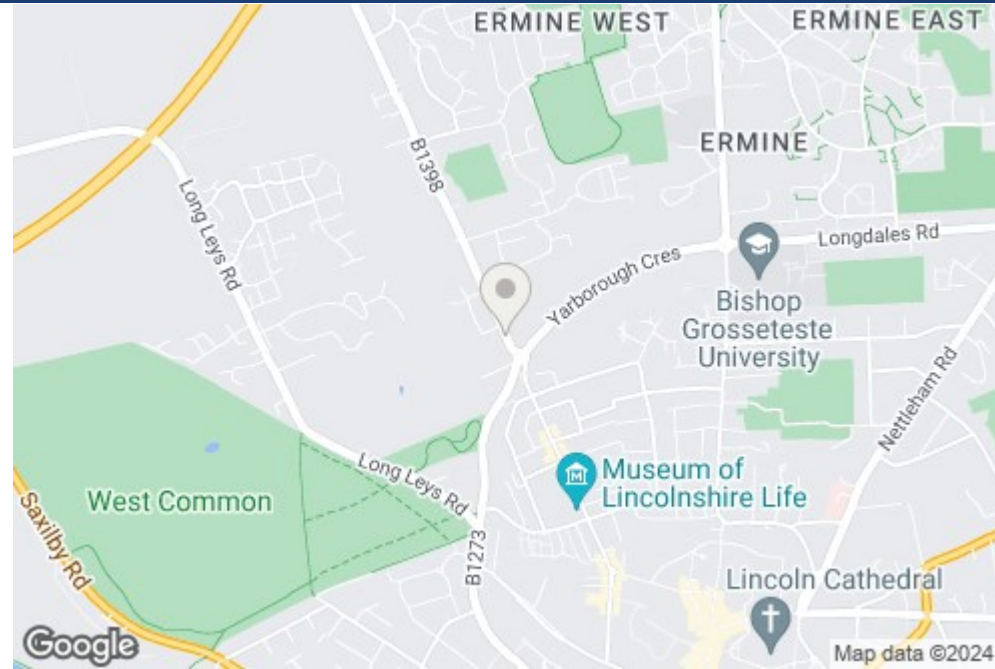 ERMINE WEST
ERMINE EAST
ERMINE
B1398
Long Leys Rd
Longdales Rd
Yarborough Cres
Bishop
Grosseteste
University
Nettleham Rd
Long Leys Rd
Museum of
Lincolnshire Life
West Common
Saxilby Rd
B1273
Lincoln Cathedral
Google
Map data ©2024